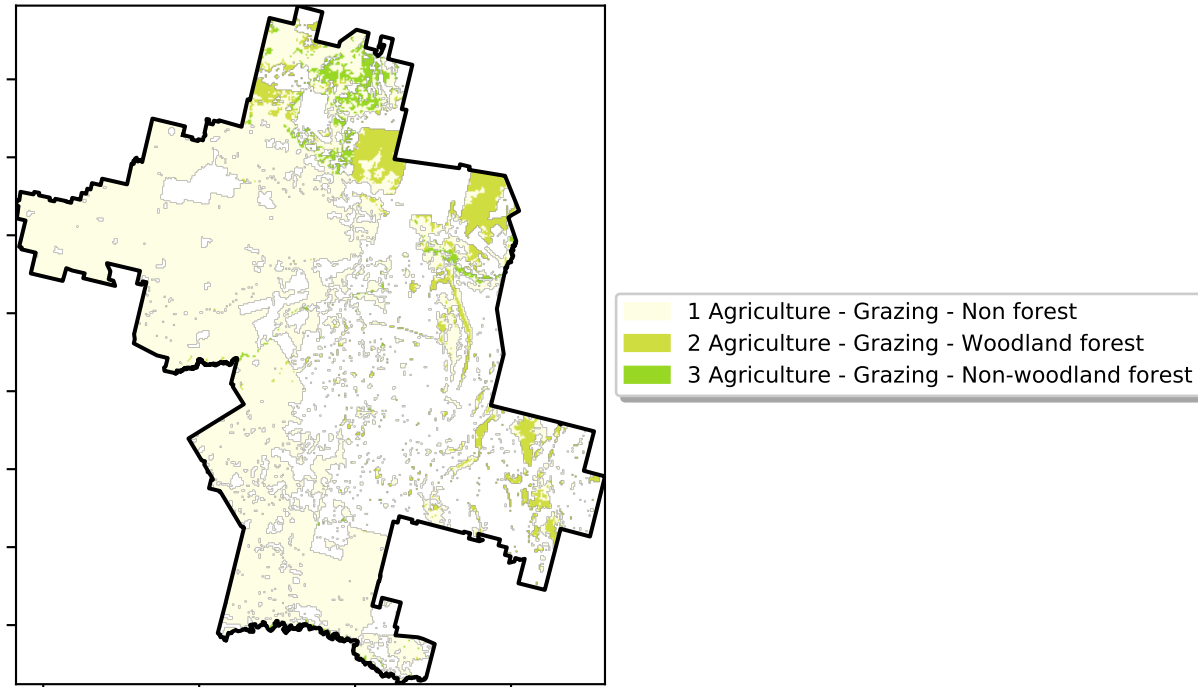 1 Agriculture - Grazing - Non forest
2 Agriculture - Grazing - Woodland forest
3 Agriculture - Grazing - Non-woodland forest